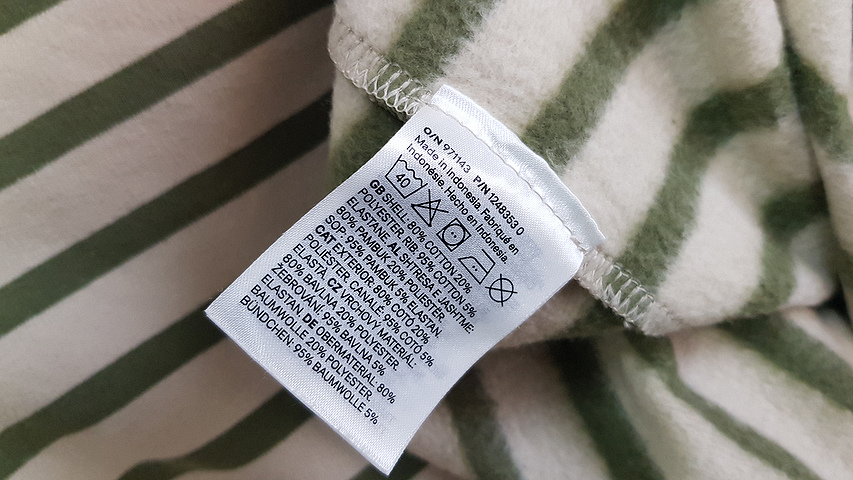 O/N 971143 P/N 1248353 0
Made in Indonesia. Fabriqué en
Indonésie. Hecho en Indonesia.
40
GB SHELL: 80% COTTON 20%
POLYESTER. RIB: 95% COTTON 5%
ELASTANE. AL SHTRESA E JASHTME:
80% PAMBUK 20% POLIESTER.
SOP.: 95% PAMBUK 5% ELASTAN.
CAT EXTERIOR: 80% COTÓ 20%
POLIÈSTER. CANALÉ: 95% COTÓ 5%
ELASTÀ. CZ VRCHOVÝ MATERIÁL:
80% BAVLNA 20% POLYESTER.
ŽEBROVÁNÍ: 95% BAVLNA 5%
ELASTAN. DE OBERMATERIAL: 80%
BAUMWOLLE 20% POLYESTER.
BÜNDCHEN: 95% BAUMWOLLE 5%